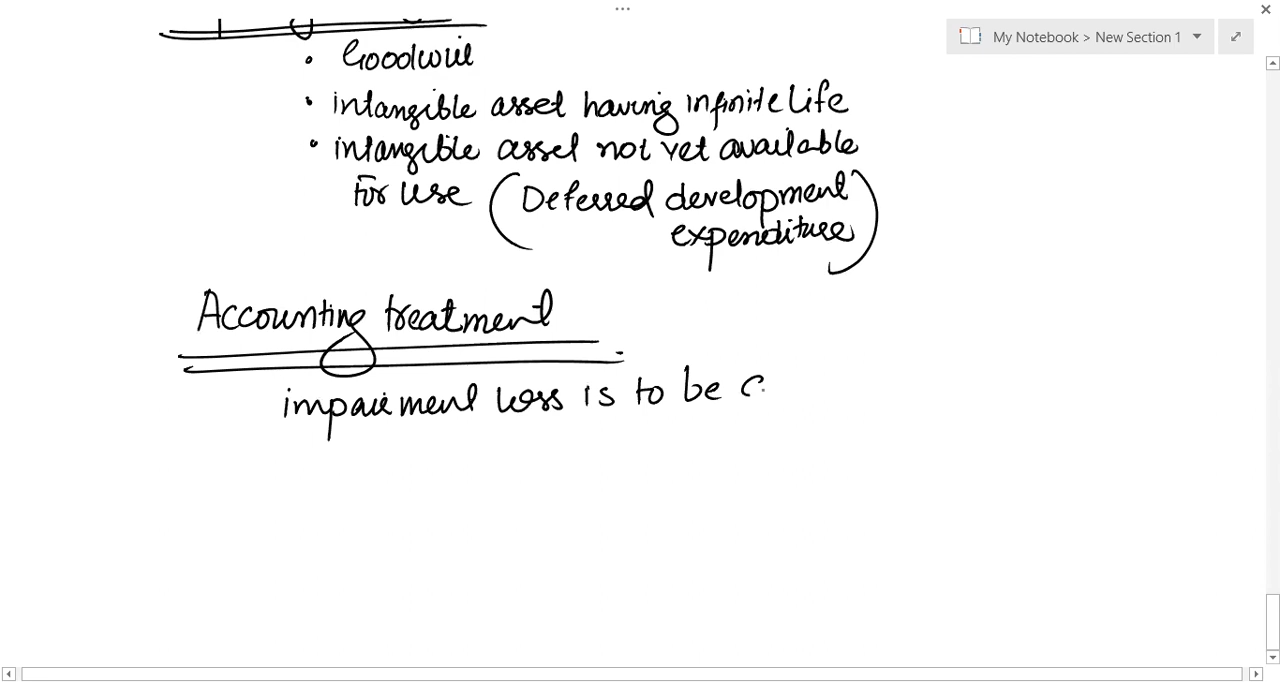 ...
My Notebook > New Section 1
• Goodwill
• intangible asset having infinite life
• intangible asset not yet available
for use (Deferred development
expenditure)
Accounting treatment
impairment loss is to be c